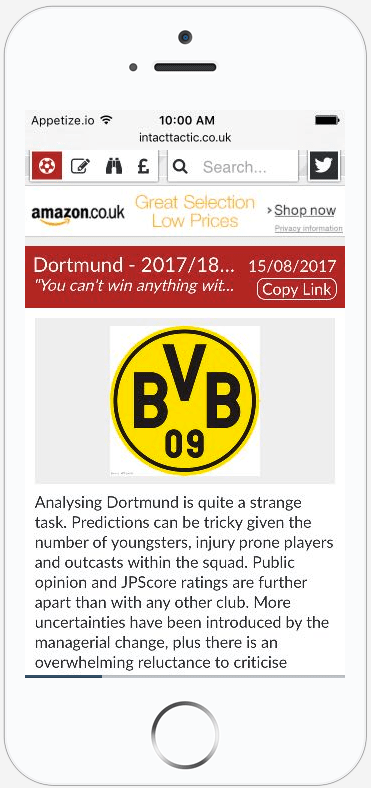 Appetize.io 10:00 AM
intacttactic.co.uk
£ Search...
amazon.co.uk Great Selection Low Prices Shop now
Privacy information
Dortmund - 2017/18... 15/08/2017
"You can't win anything wit... Copy Link
BVB
09
Analysing Dortmund is quite a strange
task. Predictions can be tricky given the
number of youngsters, injury prone players
and outcasts within the squad. Public
opinion and JPScore ratings are further
apart than with any other club. More
uncertainties have been introduced by the
managerial change, plus there is an
overwhelming reluctance to criticise